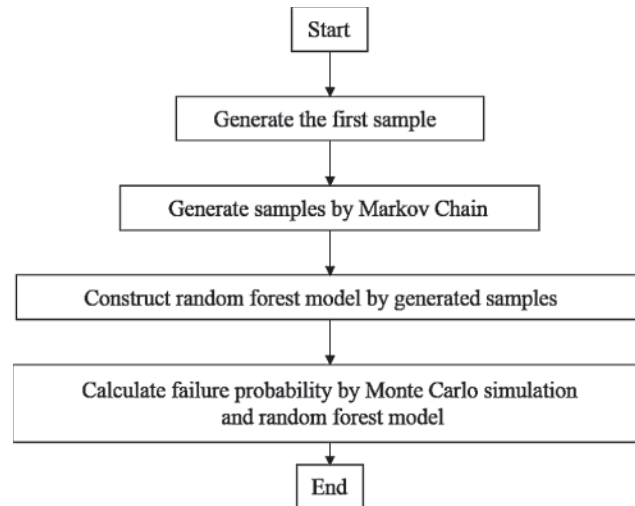 Start
Generate the first sample
Generate samples by Markov Chain
Construct random forest model by generated samples
Calculate failure probability by Monte Carlo simulation
and random forest model
End